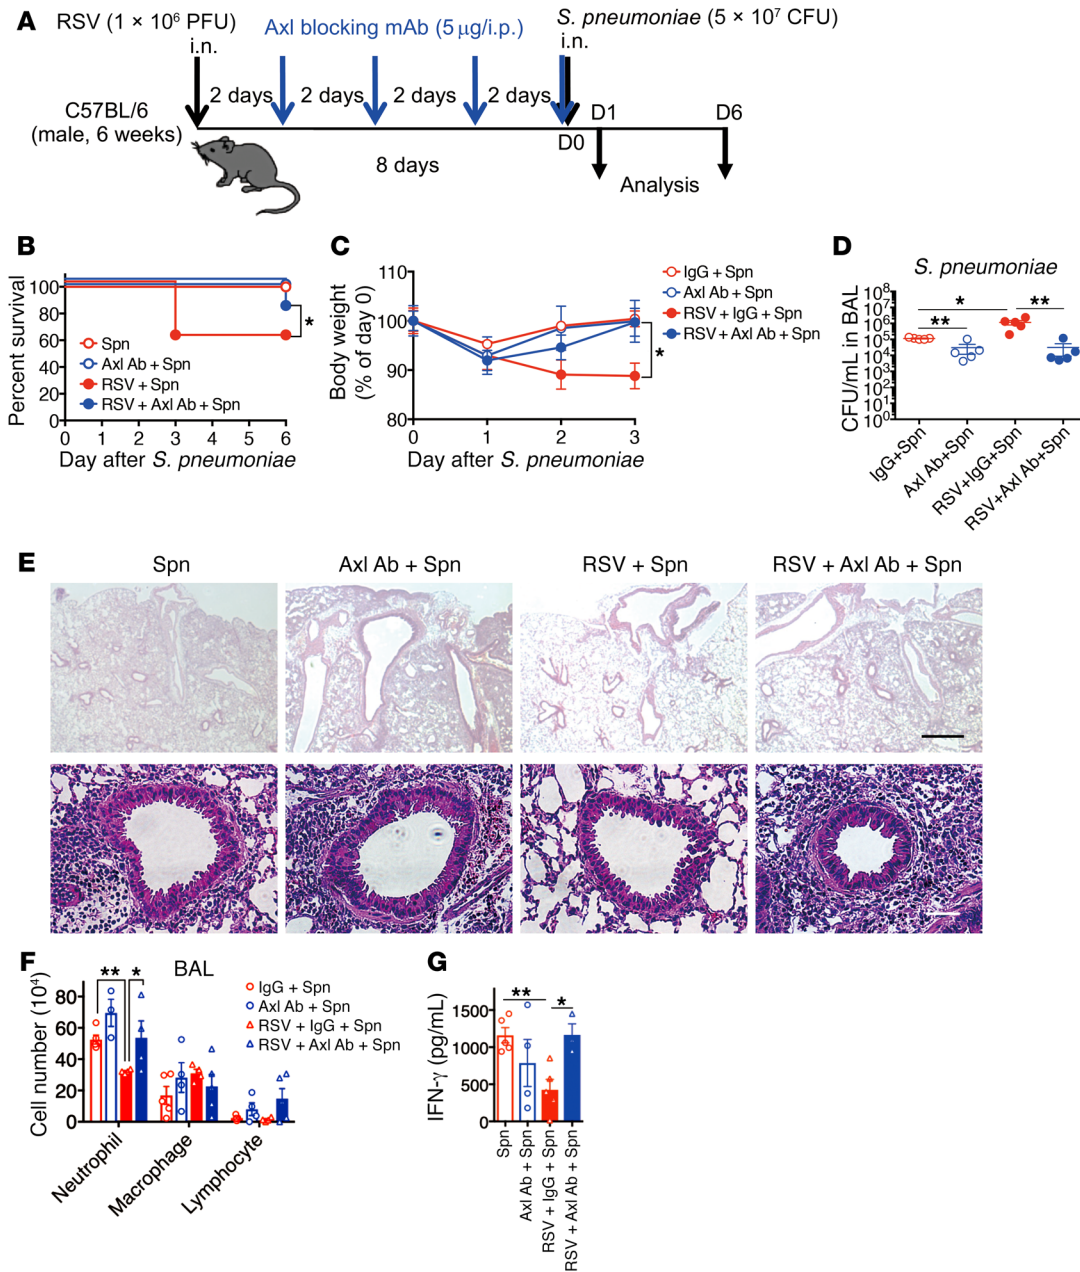 A
RSV (1 × 10⁶ PFU)
i.n.
Axl blocking mAb (5 µg/i.p.)
S. pneumoniae (5 × 10⁷ CFU)
i.n.
2 days
2 days
2 days
2 days
C57BL/6
(male, 6 weeks)
D0
D1
D6
8 days
Analysis
B
Percent survival
100
80
60
40
20
0
Spn
Axl Ab + Spn
RSV + Spn
RSV + Axl Ab + Spn
*
0 1 2 3 4 5 6
Day after S. pneumoniae
C
Body weight
(% of day 0)
110
100
90
80
0 1 2 3
Day after S. pneumoniae
*
IgG + Spn
Axl Ab + Spn
RSV + IgG + Spn
RSV + Axl Ab + Spn
D
S. pneumoniae
CFU/mL in BAL
10⁸
10⁷
10⁶
10⁵
10⁴
10³
10²
10¹
10⁰
* **
**
IgG+Spn
Axl Ab+Spn
RSV+IgG+Spn
RSV+Axl Ab+Spn
E
Spn
Axl Ab + Spn
RSV + Spn
RSV + Axl Ab + Spn
F
BAL
Cell number (10⁴)
80
60
40
20
0
** *
IgG + Spn
Axl Ab + Spn
RSV + IgG + Spn
RSV + Axl Ab + Spn
Neutrophil
Macrophage
Lymphocyte
G
IFN-γ (pg/mL)
1500
1000
500
0
** *
Spn
Axl Ab + Spn
RSV + IgG + Spn
RSV + Axl Ab + Spn